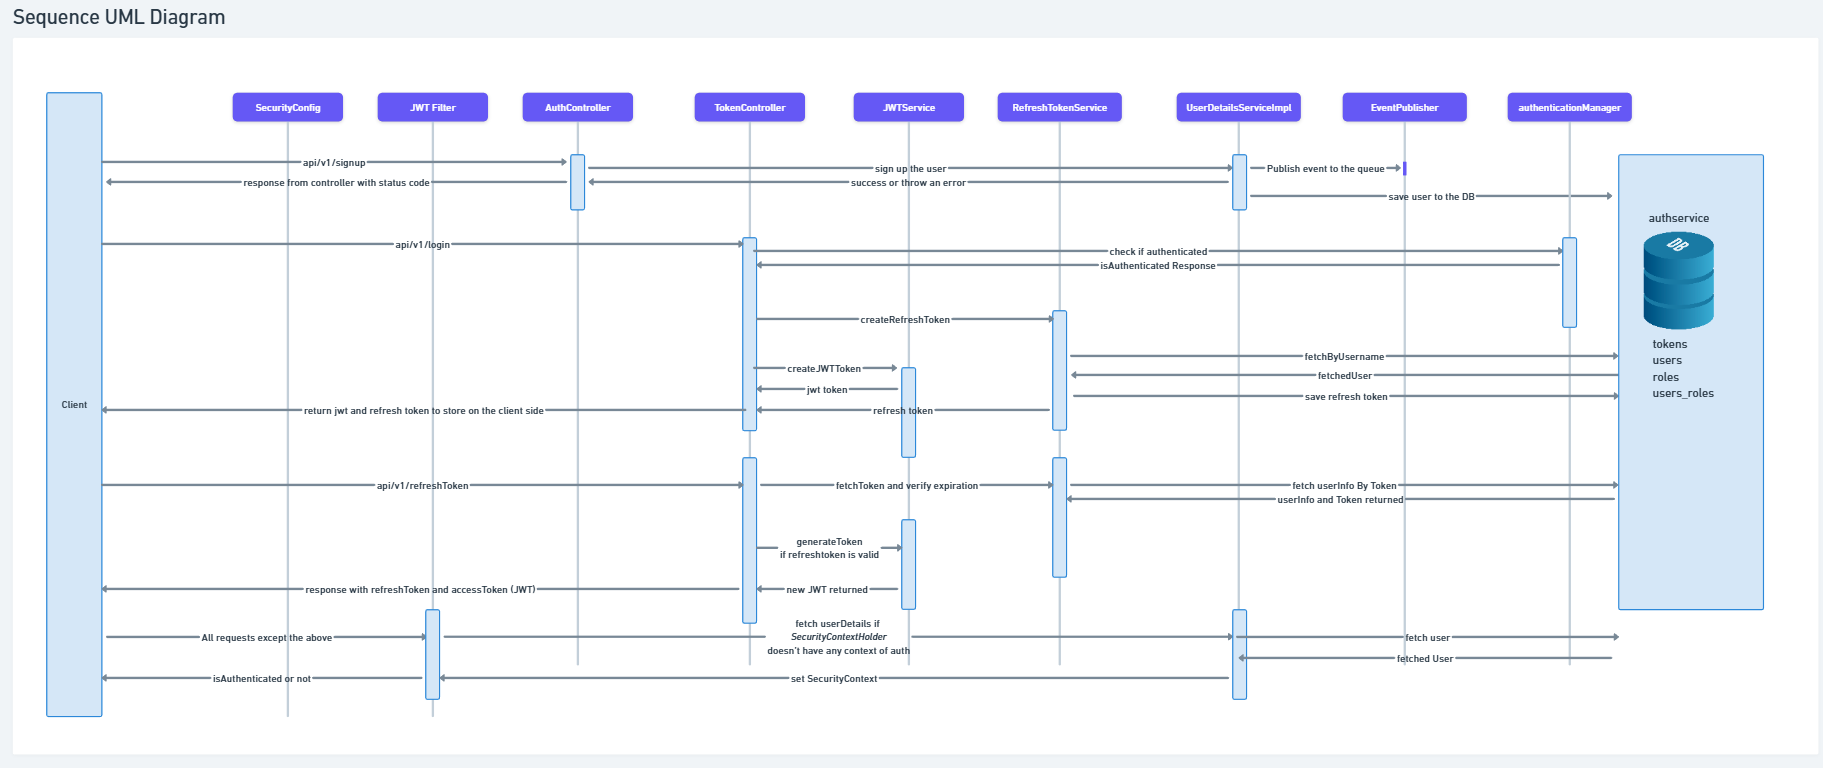 Sequence UML Diagram
SecurityConfig
JWT Filter
AuthController
TokenController
JWTService
RefreshTokenService
UserDetailsServiceImpl
EventPublisher
authenticationManager
api/v1/signup
sign up the user
Publish event to the queue
response from controller with status code
success or throw an error
save user to the DB
authservice
api/v1/login
check if authenticated
isAuthenticated Response
createRefreshToken
tokens
users
roles
users_roles
fetchByUsername
createJWTToken
fetchedUser
jwt token
save refresh token
Client
return jwt and refresh token to store on the client side
refresh token
api/v1/refreshToken
fetchToken and verify expiration
fetch userInfo By Token
userInfo and Token returned
generateToken
if refreshtoken is valid
response with refreshToken and accessToken (JWT)
new JWT returned
All requests except the above
fetch userDetails if
SecurityContextHolder
doesn't have any context of auth
fetch user
fetched User
isAuthenticated or not
set SecurityContext